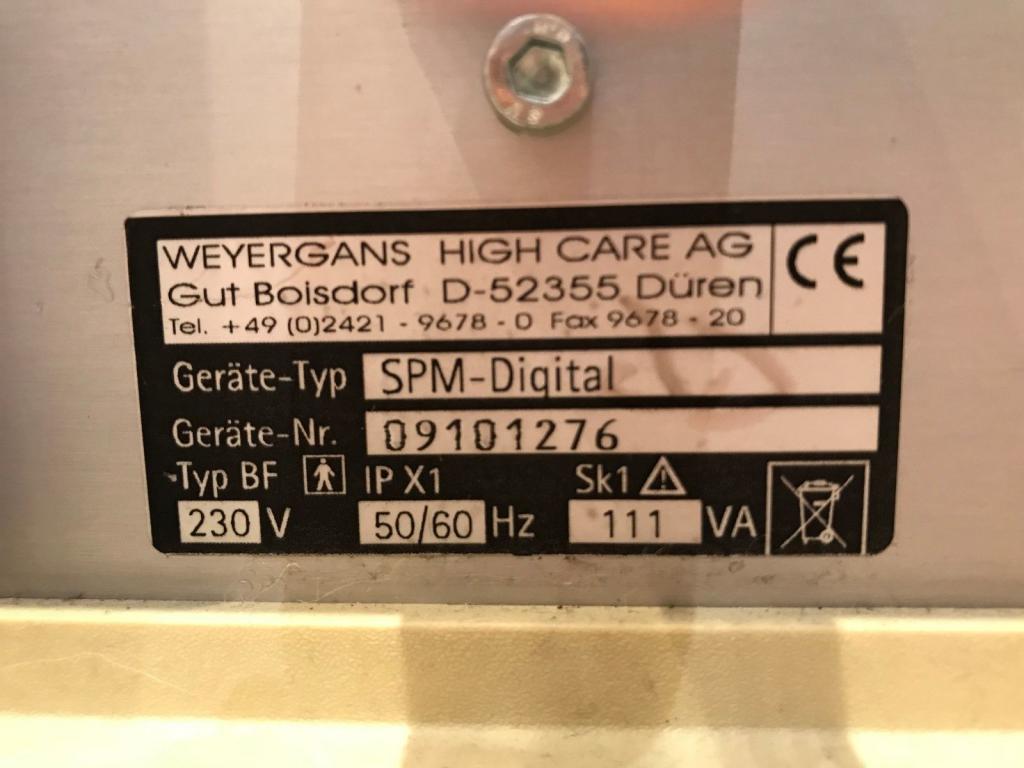 WEYERGANS HIGH CARE AG
Gut Boisdorf D-52355 Düren
Tel. +49 (0)2421 - 9678 - 0 Fax 9678 - 20
CE
Geräte-Typ SPM-Digital
Geräte-Nr. 09101276
Typ BF IP X1 Sk1
230 V 50/60 Hz 111 VA